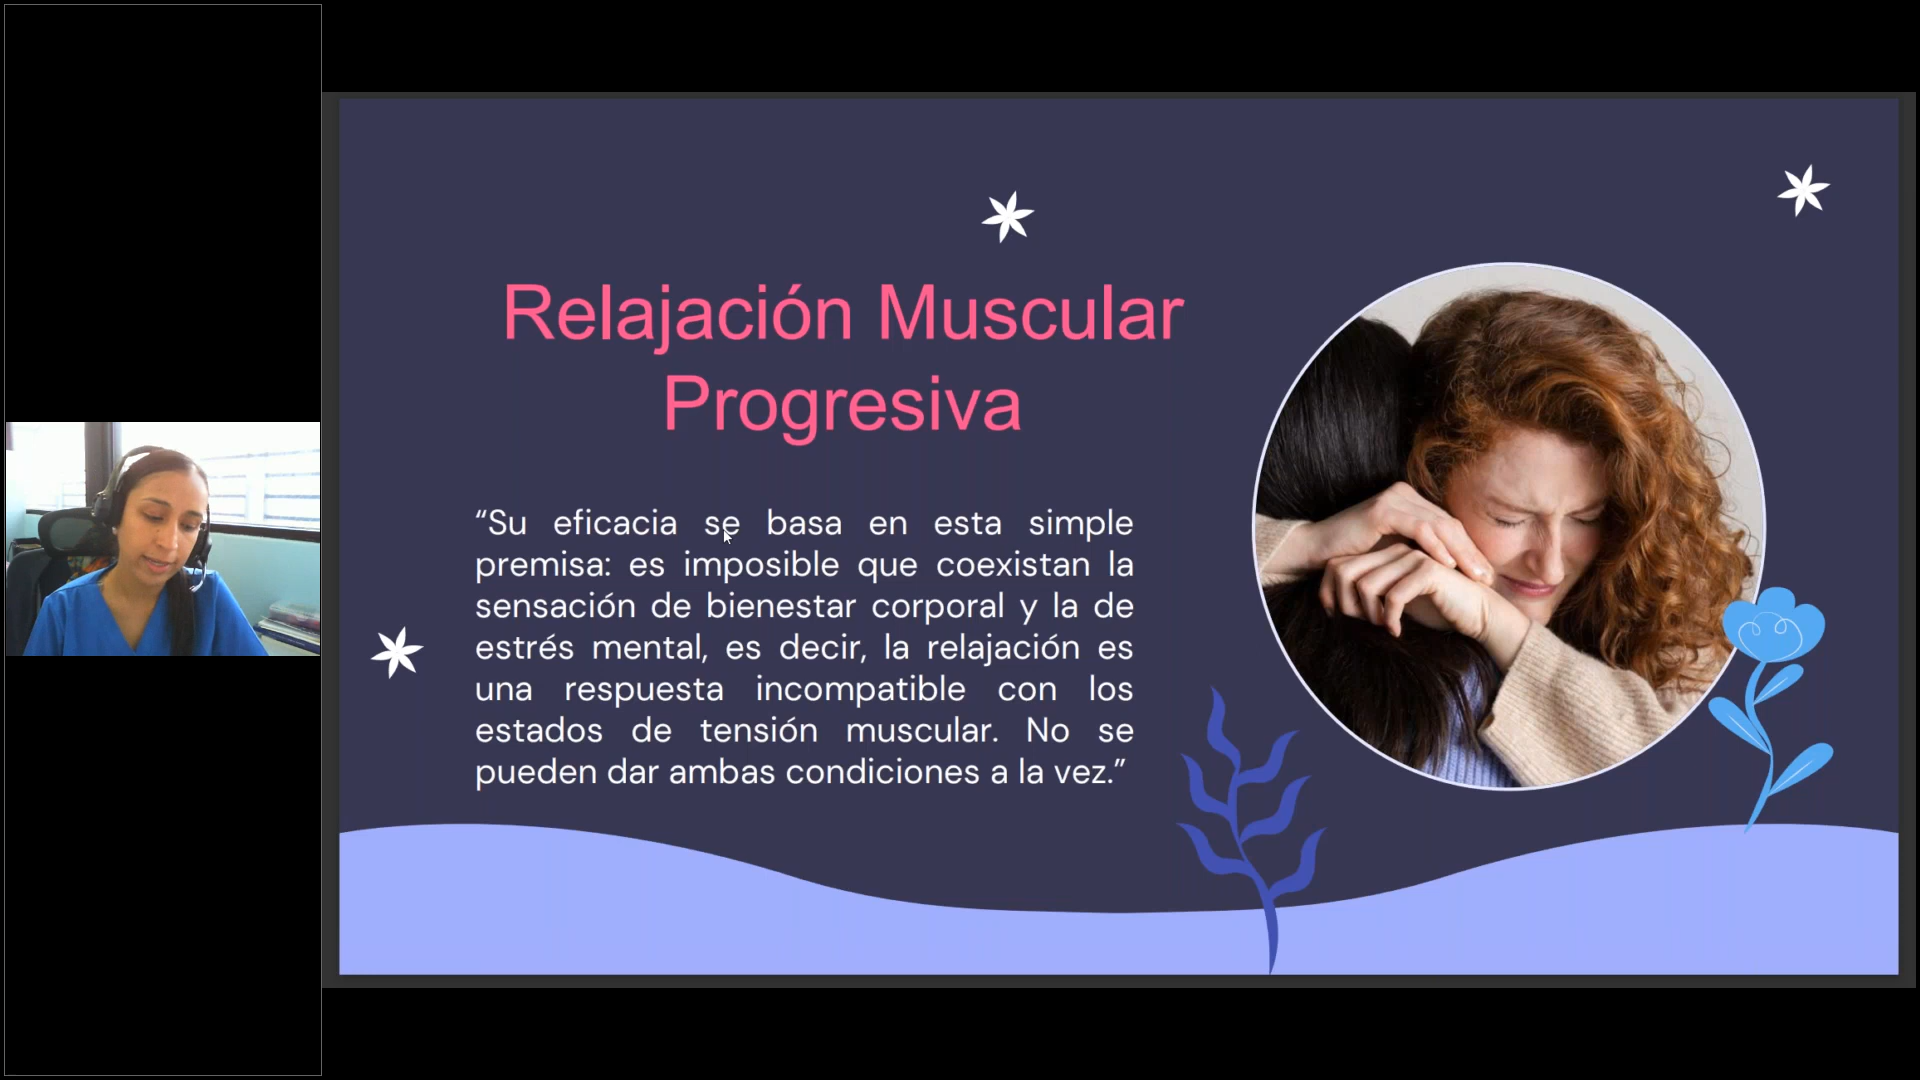 Relajación Muscular
Progresiva
“Su eficacia se basa en esta simple
premisa: es imposible que coexistan la
sensación de bienestar corporal y la de
estrés mental, es decir, la relajación es
una respuesta incompatible con los
estados de tensión muscular. No se
pueden dar ambas condiciones a la vez.”